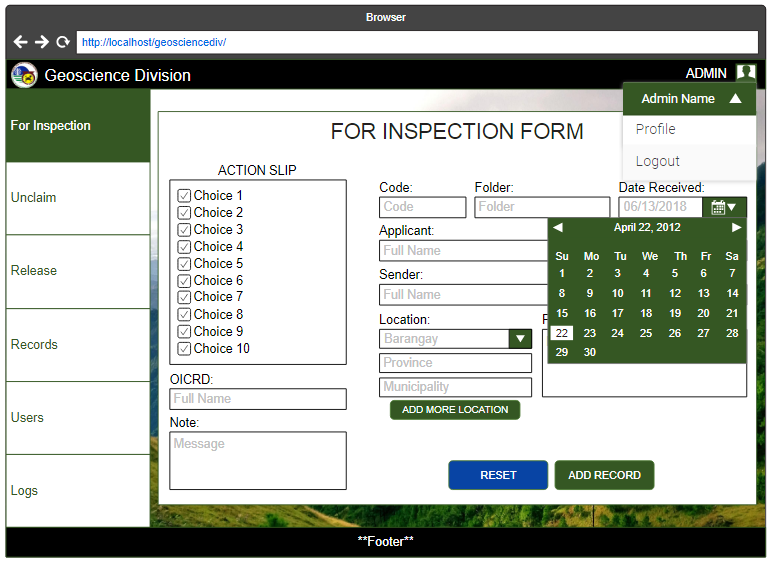 Browser
http://localhost/geosciencediv/
Geoscience Division
ADMIN
Admin Name
Profile
Logout
For Inspection
Unclaim
Release
Records
Users
Logs
FOR INSPECTION FORM
ACTION SLIP
Choice 1
Choice 2
Choice 3
Choice 4
Choice 5
Choice 6
Choice 7
Choice 8
Choice 9
Choice 10
OICRD:
Full Name
Note:
Message
Code:
Code
Folder:
Folder
Date Received:
06/13/2018
Applicant:
Full Name
Sender:
Full Name
Location:
Barangay
Province
Municipality
ADD MORE LOCATION
April 22, 2012
Su Mo Tu We Th Fr Sa
1 2 3 4 5 6 7
8 9 10 11 12 13 14
15 16 17 18 19 20 21
22 23 24 25 26 27 28
29 30
RESET
ADD RECORD
**Footer**